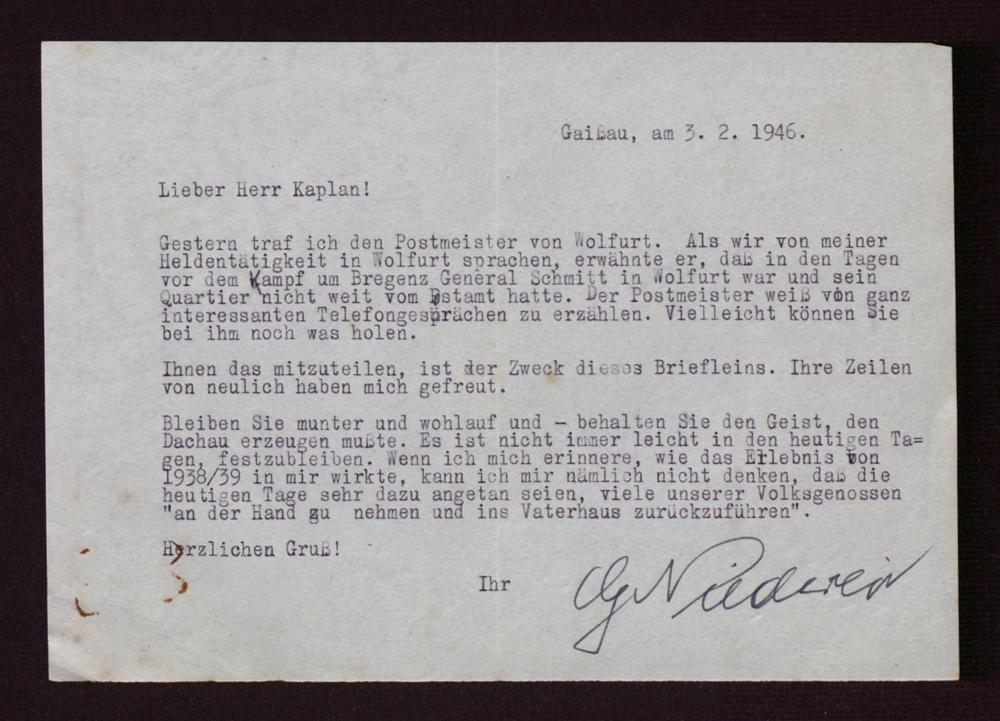 Gaißau, am 3. 2. 1946.
Lieber Herr Kaplan!
Gestern traf ich den Postmeister von Wolfurt. Als wir von meiner
Heldentätigkeit in Wolfurt sprachen, erwähnte er, daß in den Tagen
vor dem Kampf um Bregenz General Schmitt in Wolfurt war und sein
Quartier nicht weit vom Pstamt hatte. Der Postmeister weiß von ganz
interessanten Telefongesprächen zu erzählen. Vielleicht können Sie
bei ihm noch was holen.
Ihnen das mitzuteilen, ist der Zweck dieses Briefleins. Ihre Zeilen
von neulich haben mich gefreut.
Bleiben Sie munter und wohlauf und - behalten Sie den Geist, den
Dachau erzeugen mußte. Es ist nicht immer leicht in den heutigen Ta=
gen, festzubleiben. Wenn ich mich erinnere, wie das Erlebnis von
1938/39 in mir wirkte, kann ich mir nämlich nicht denken, daß die
heutigen Tage sehr dazu angetan seien, viele unserer Volksgenossen
"an der Hand zu nehmen und ins Vaterhaus zurückzuführen".
Herzlichen Gruß!
Ihr